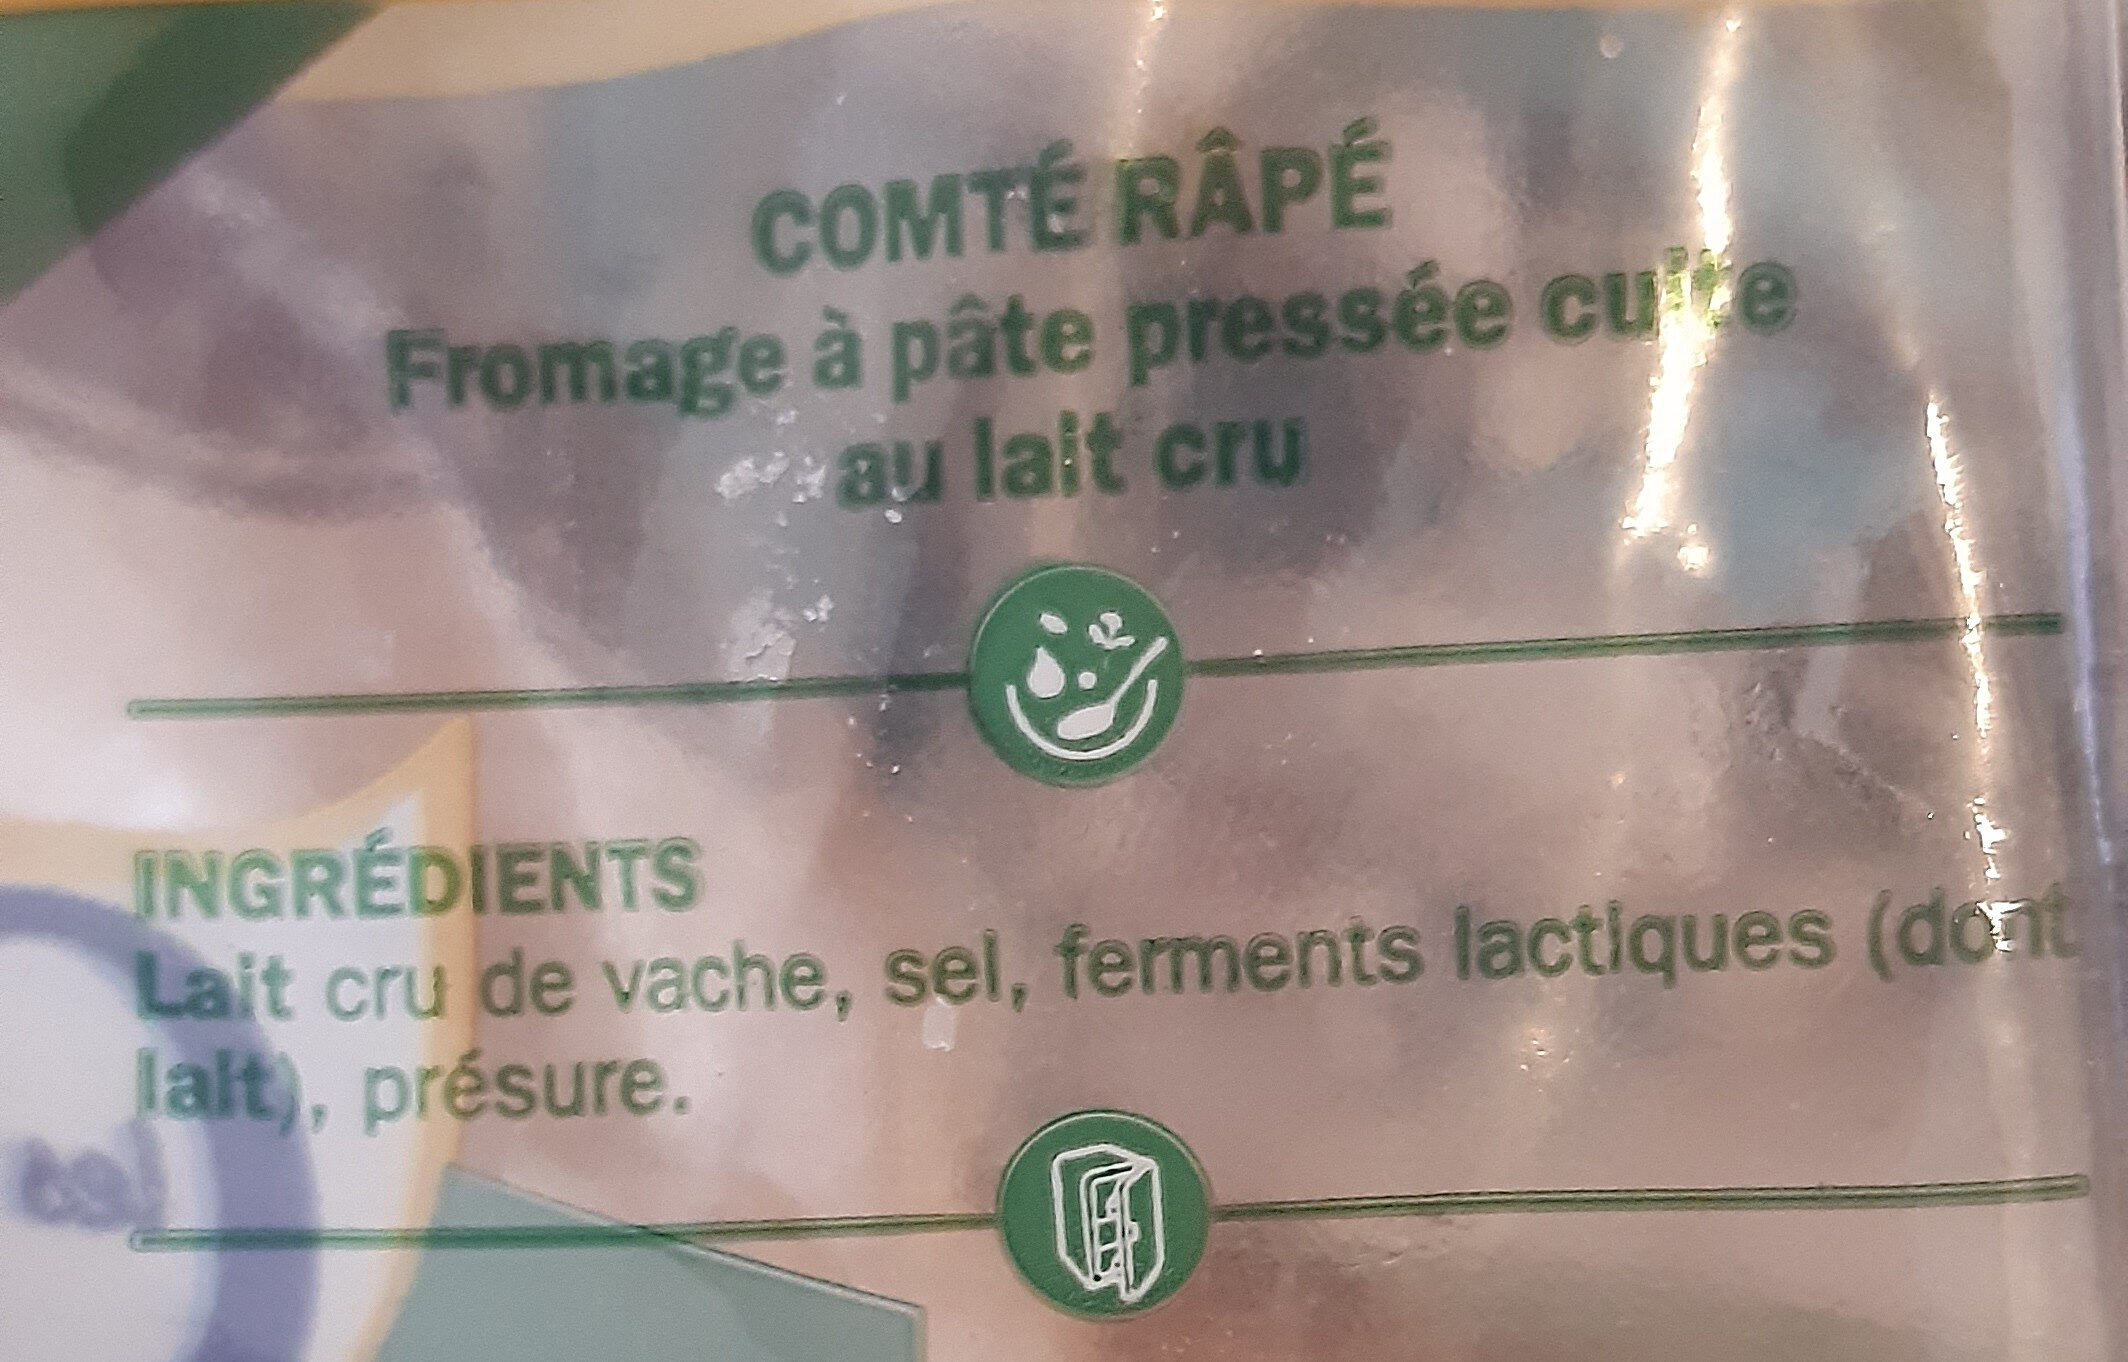 COMTÉ RÂPÉ
Fromage à pâte pressée cuite
au lait cru
INGRÉDIENTS
Lait cru de vache, sel, ferments lactiques (dont
lait), présure.